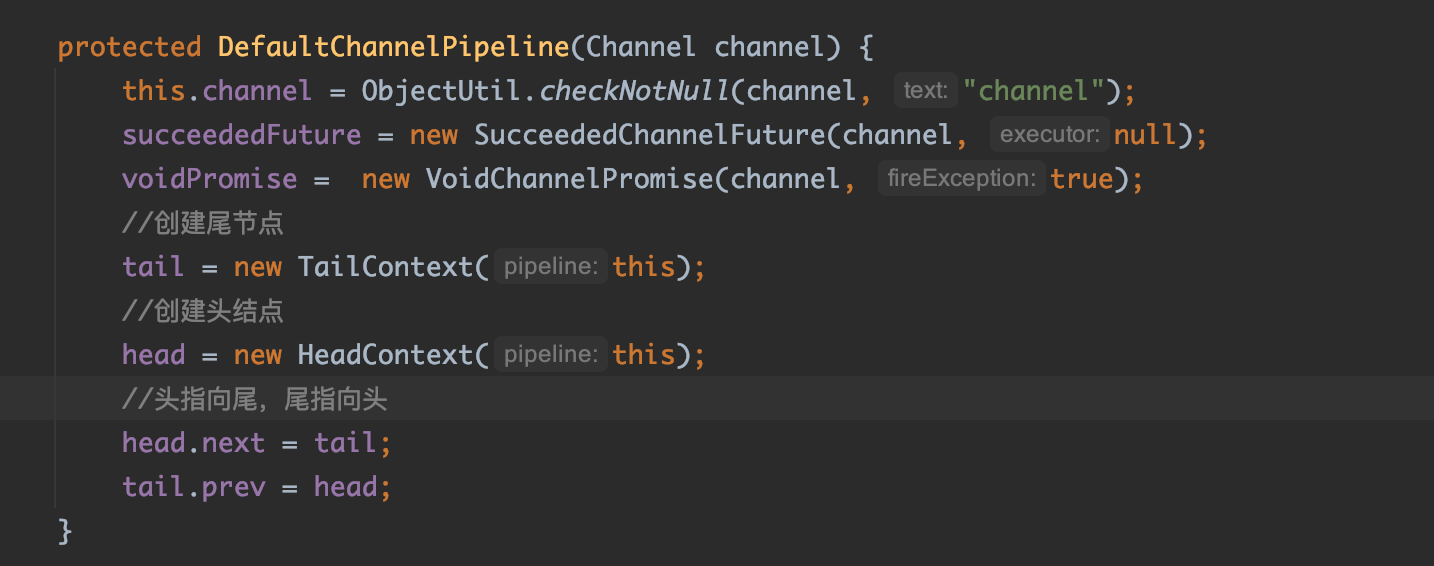 protected DefaultChannelPipeline(Channel channel) {
this.channel = ObjectUtil.checkNotNull(channel, text: "channel");
succeededFuture = new SucceededChannelFuture(channel, executor: null);
voidPromise =  new VoidChannelPromise(channel, fireException: true);
//创建尾节点
tail = new TailContext( pipeline: this);
//创建头结点
head = new HeadContext( pipeline: this);
//头指向尾，尾指向头
head.next = tail;
tail.prev = head;
}